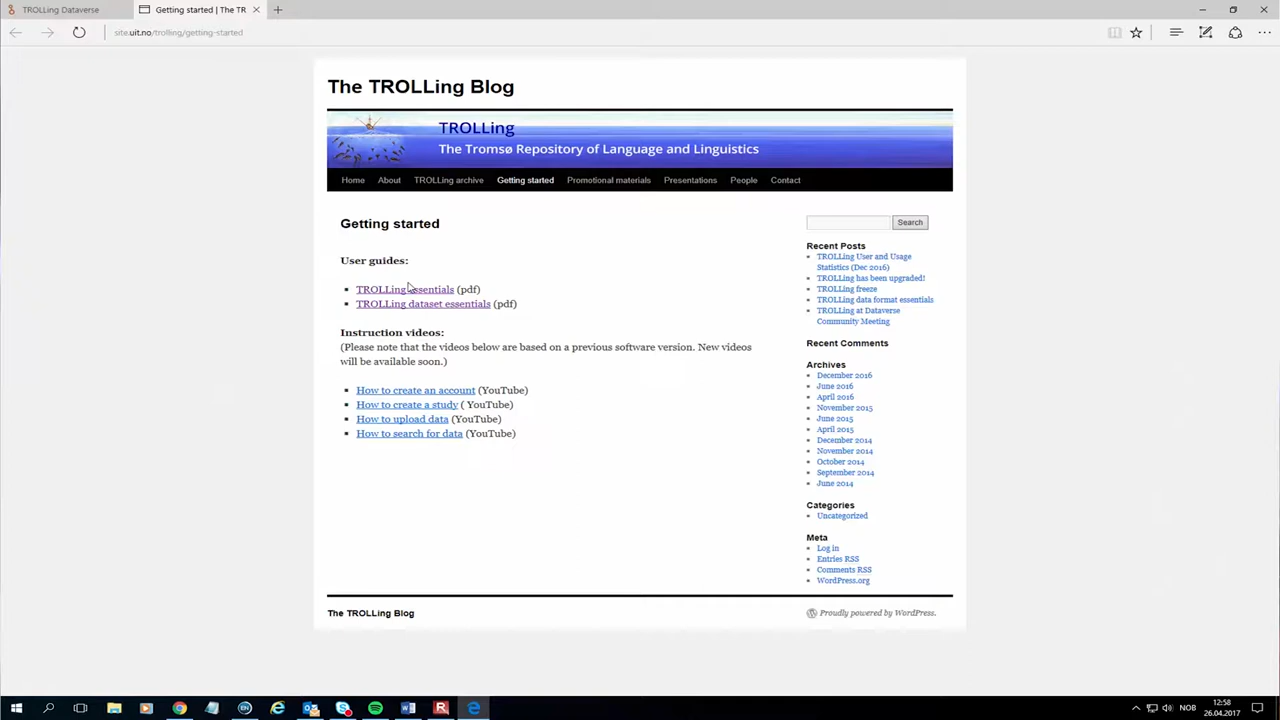 TROLLing Dataverse
Getting started | The TR
site.uit.no/trolling/getting-started
The TROLLing Blog
TROLLing
The Tromsø Repository of Language and Linguistics
Home About TROLLing archive Getting started Promotional materials Presentations People Contact
Getting started
User guides:
TROLLing essentials (pdf)
TROLLing dataset essentials (pdf)
Instruction videos:
(Please note that the videos below are based on a previous software version. New videos
will be available soon.)
How to create an account (YouTube)
How to create a study ( YouTube)
How to upload data (YouTube)
How to search for data (YouTube)
Search
Recent Posts
TROLLing User and Usage
Statistics (Dec 2016)
TROLLing has been upgraded!
TROLLing freeze
TROLLing data format essentials
TROLLing at Dataverse
Community Meeting
Recent Comments
Archives
December 2016
June 2016
April 2016
November 2015
June 2015
April 2015
December 2014
November 2014
October 2014
September 2014
June 2014
Categories
Uncategorized
Meta
Log in
Entries RSS
Comments RSS
WordPress.org
The TROLLing Blog
Proudly powered by WordPress.
NOB
12:58
26.04.2017